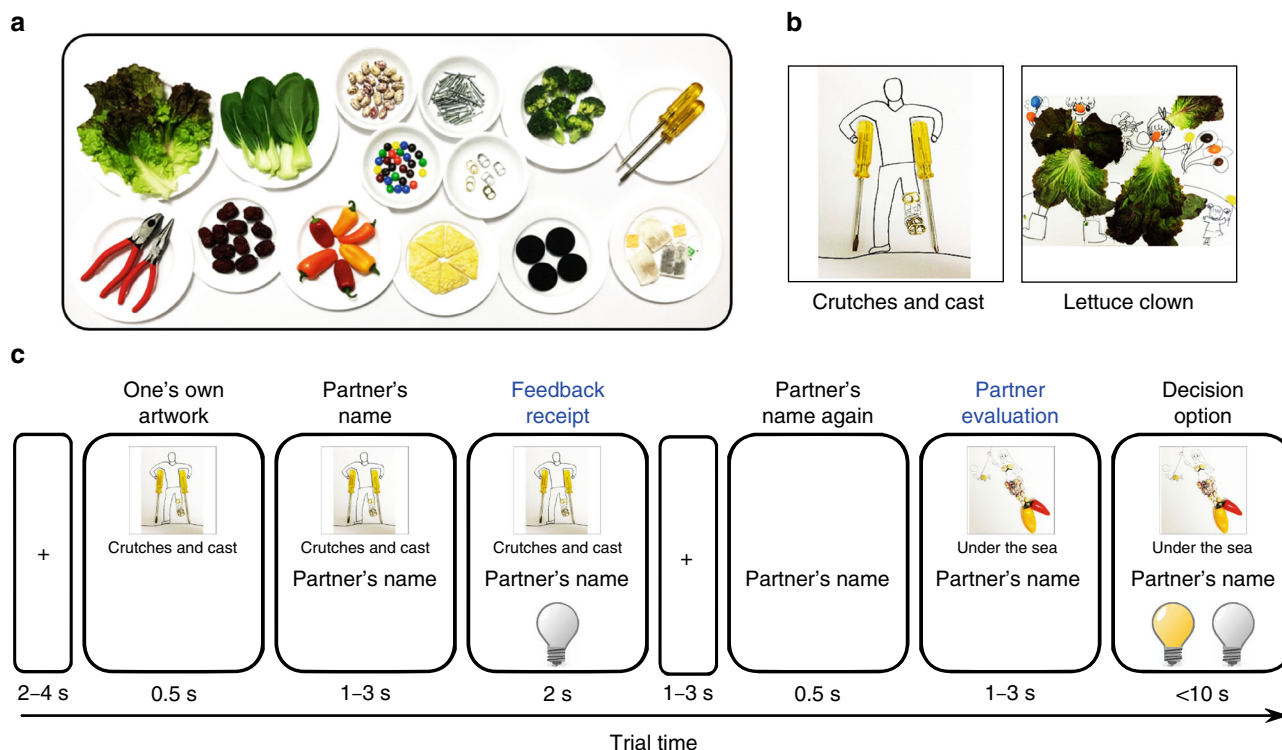 a
b
Crutches and cast
Lettuce clown
c
One's own
artwork
Partner's
name
Feedback
receipt
Partner's
name again
Partner
evaluation
Decision
option
+
Crutches and cast
Crutches and cast
Partner's name
Crutches and cast
Partner's name
+
Partner's name
Under the sea
Partner's name
Under the sea
Partner's name
2–4 s
0.5 s
1–3 s
2 s
1–3 s
0.5 s
1–3 s
<10 s
Trial time